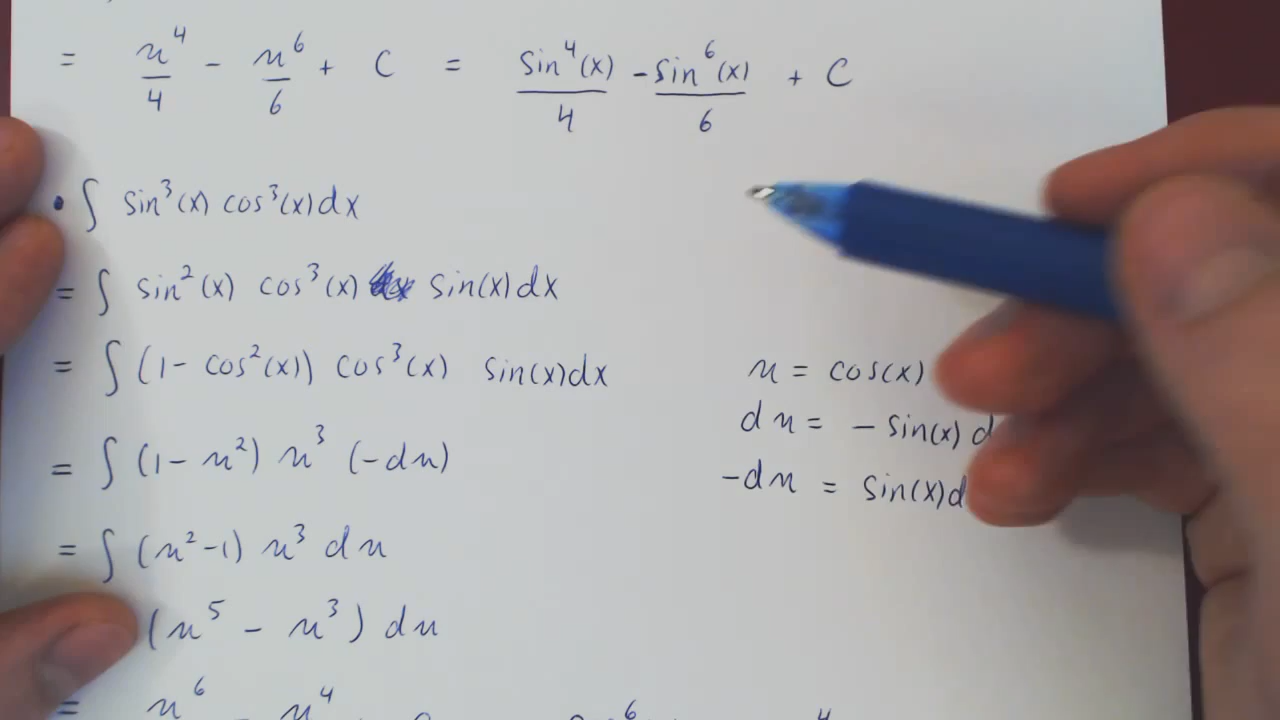 = u^4/4 - u^6/6 + C = sin^4(x)/4 - sin^6(x)/6 + C
• ∫ sin^3(x) cos^3(x) dx
= ∫ sin^2(x) cos^3(x) sin(x) dx
= ∫ (1 - cos^2(x)) cos^3(x) sin(x) dx
u = cos(x)
du = - sin(x) d
= ∫ (1 - u^2) u^3 (-du)
-du = sin(x) d
= ∫ (u^2 - 1) u^3 du
(u^5 - u^3) du
= u^6 - u^4